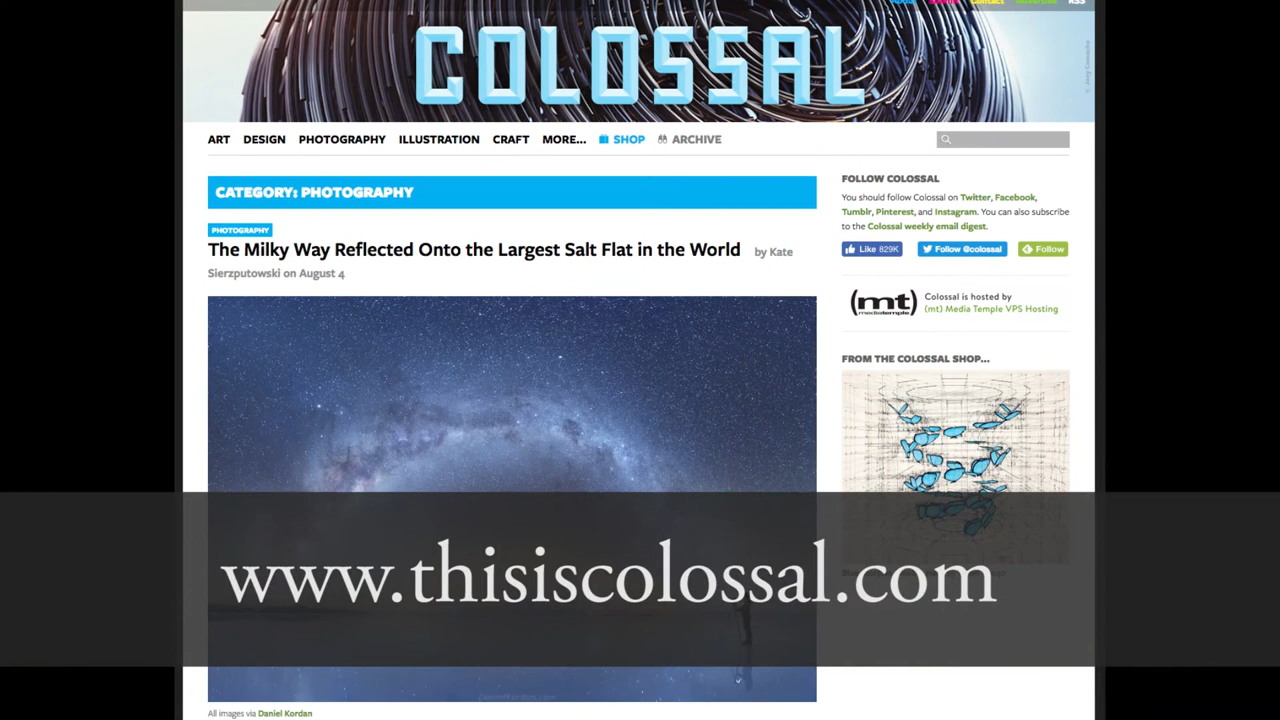 Contact
RSS
COLOSSAL
ART DESIGN PHOTOGRAPHY ILLUSTRATION CRAFT MORE... SHOP ARCHIVE
CATEGORY: PHOTOGRAPHY
PHOTOGRAPHY
The Milky Way Reflected Onto the Largest Salt Flat in the World by Kate
Sierzputowski on August 4
FOLLOW COLOSSAL
You should follow Colossal on Twitter, Facebook,
Tumblr, Pinterest, and Instagram. You can also subscribe
to the Colossal weekly email digest.
Like 829K Follow @colossal Follow
(mt) mediatemple
Colossal is hosted by
(mt) Media Temple VPS Hosting
FROM THE COLOSSAL SHOP...
www.thisiscolossal.com
All images via Daniel Kordan